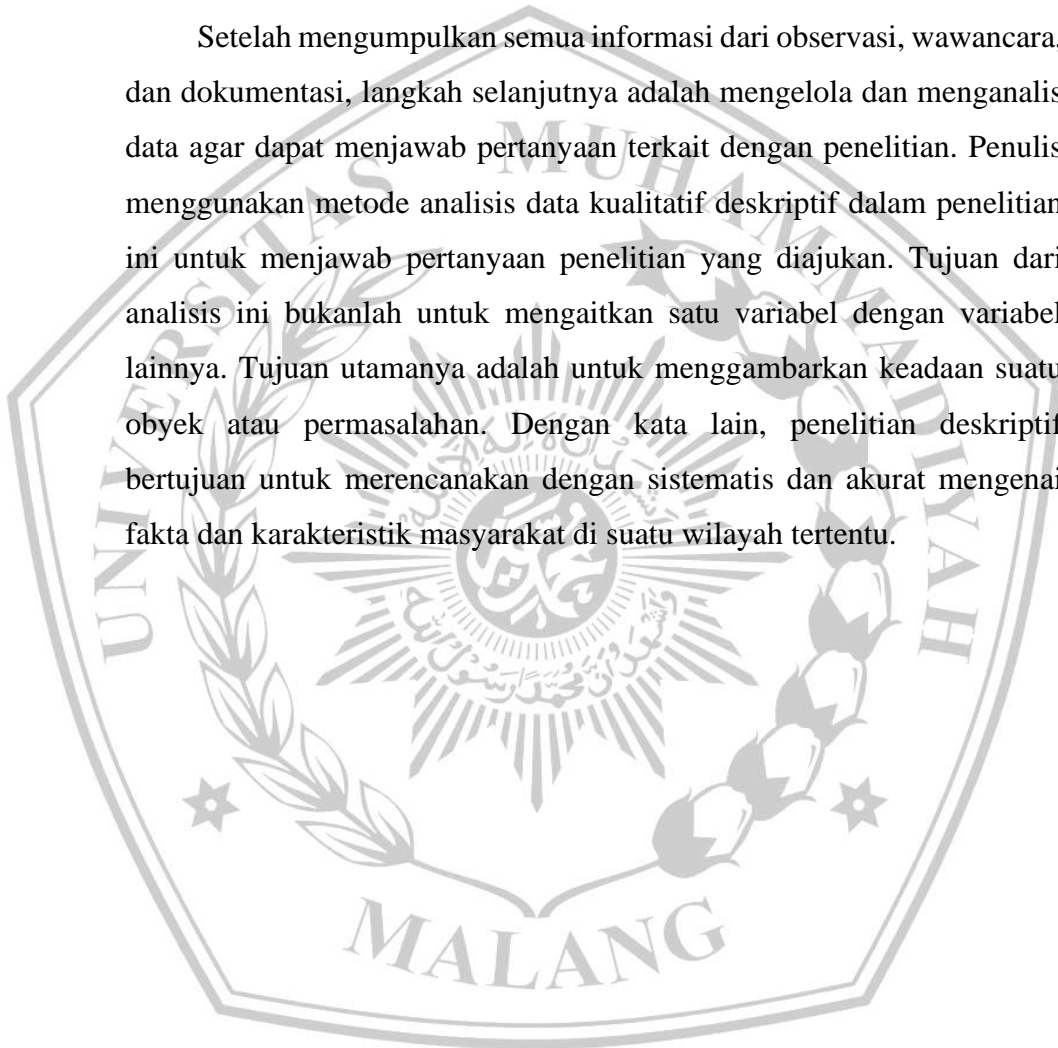 Setelah mengumpulkan semua informasi dari observasi, wawancara,
dan dokumentasi, langkah selanjutnya adalah mengelola dan menganalis
data agar dapat menjawab pertanyaan terkait dengan penelitian. Penulis
menggunakan metode analisis data kualitatif deskriptif dalam penelitian
ini untuk menjawab pertanyaan penelitian yang diajukan. Tujuan dari
analisis ini bukanlah untuk mengaitkan satu variabel dengan variabel
lainnya. Tujuan utamanya adalah untuk menggambarkan keadaan suatu
obyek atau permasalahan. Dengan kata lain, penelitian deskriptif
bertujuan untuk merencanakan dengan sistematis dan akurat mengenai
fakta dan karakteristik masyarakat di suatu wilayah tertentu.
UNIVERSITAS MUHAMMADIYAH
MALANG